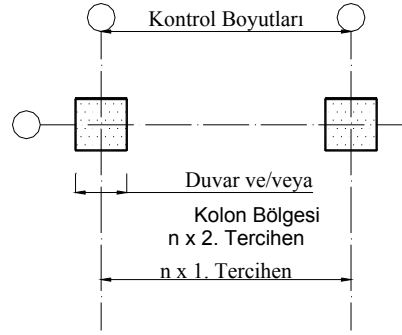 Kontrol Boyutları
Duvar ve/veya
Kolon Bölgesi
n x 2. Tercihen
n x 1. Tercihen